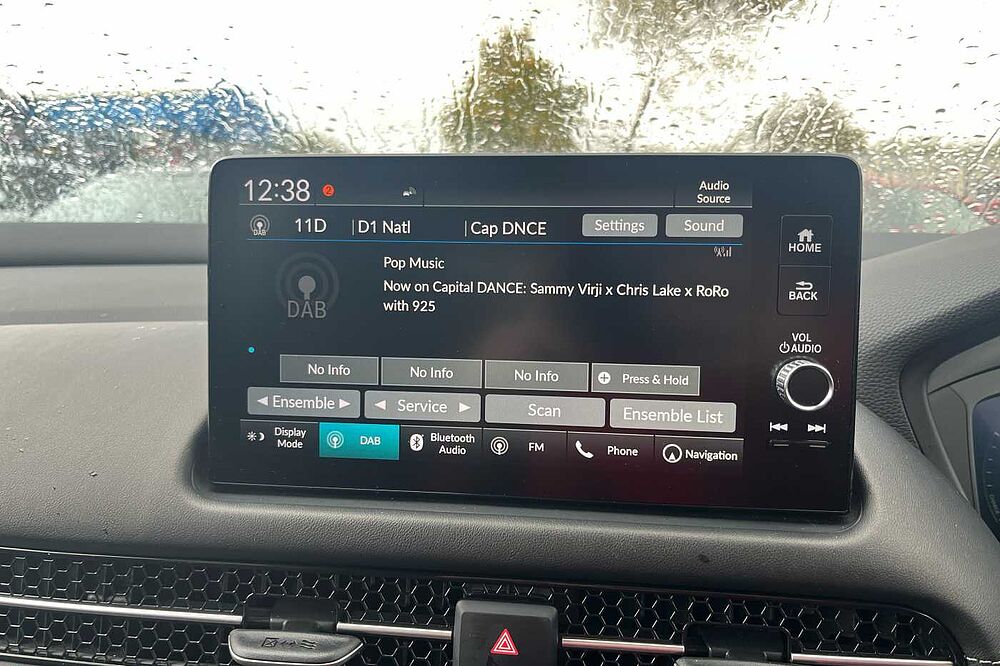 12:38 2 Audio
Source
DAB 11D D1 Natl Cap DNCE Settings Sound
Pop Music
Now on Capital DANCE: Sammy Virji x Chris Lake x RoRo
with 925
DAB
No Info No Info No Info Press & Hold
Ensemble Service Scan Ensemble List
Display
Mode
DAB
Bluetooth
Audio
FM
Phone
Navigation
HOME
BACK
VOL
AUDIO